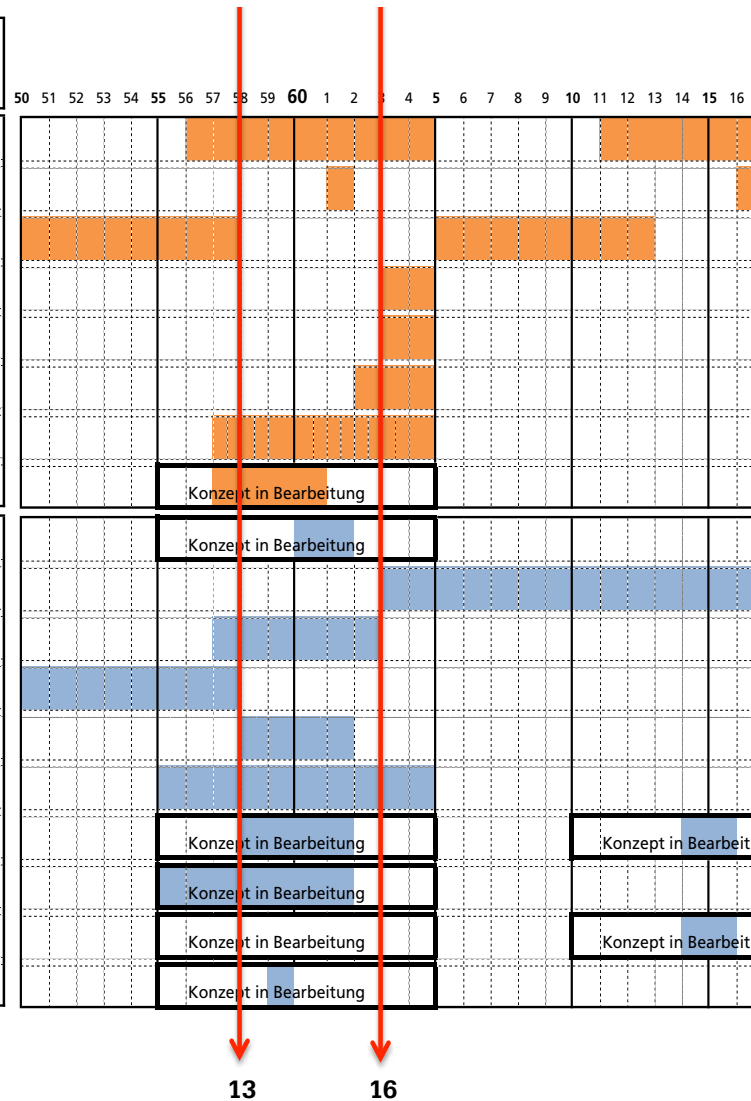 50 51 52 53 54 55 56 57 58 59 60 1 2 3 4 5 6 7 8 9 10 11 12 13 14 15 16
Konzept in Bearbeitung
Konzept in Bearbeitung
Konzept in Bearbeitung Konzept in Bearbeit
Konzept in Bearbeitung
Konzept in Bearbeitung Konzept in Bearbeit
Konzept in Bearbeitung
13 16